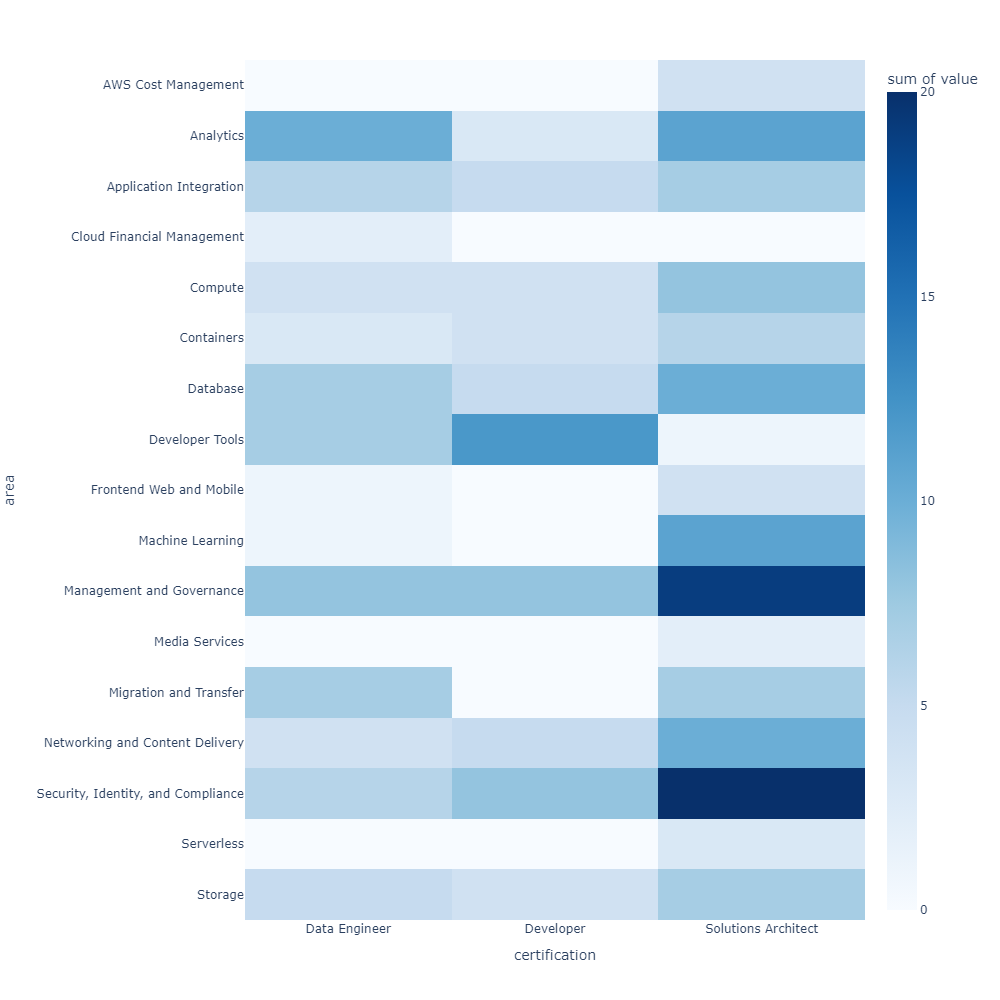 sum of value
20
15
10
5
0
area
AWS Cost Management
Analytics
Application Integration
Cloud Financial Management
Compute
Containers
Database
Developer Tools
Frontend Web and Mobile
Machine Learning
Management and Governance
Media Services
Migration and Transfer
Networking and Content Delivery
Security, Identity, and Compliance
Serverless
Storage
Data Engineer Developer Solutions Architect
certification